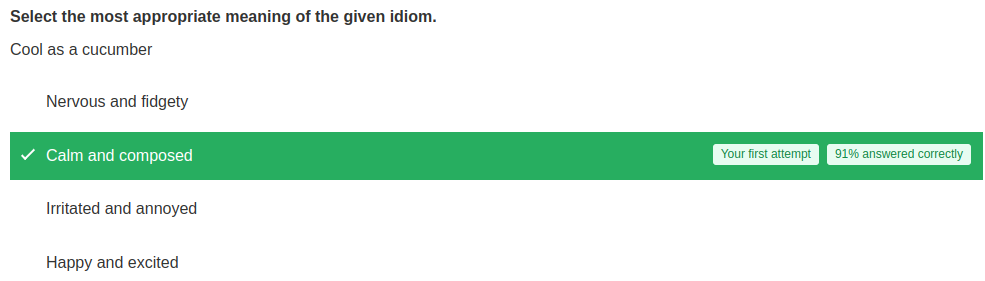 Select the most appropriate meaning of the given idiom.
Cool as a cucumber
Nervous and fidgety
Calm and composed Your first attempt 91% answered correctly
Irritated and annoyed
Happy and excited